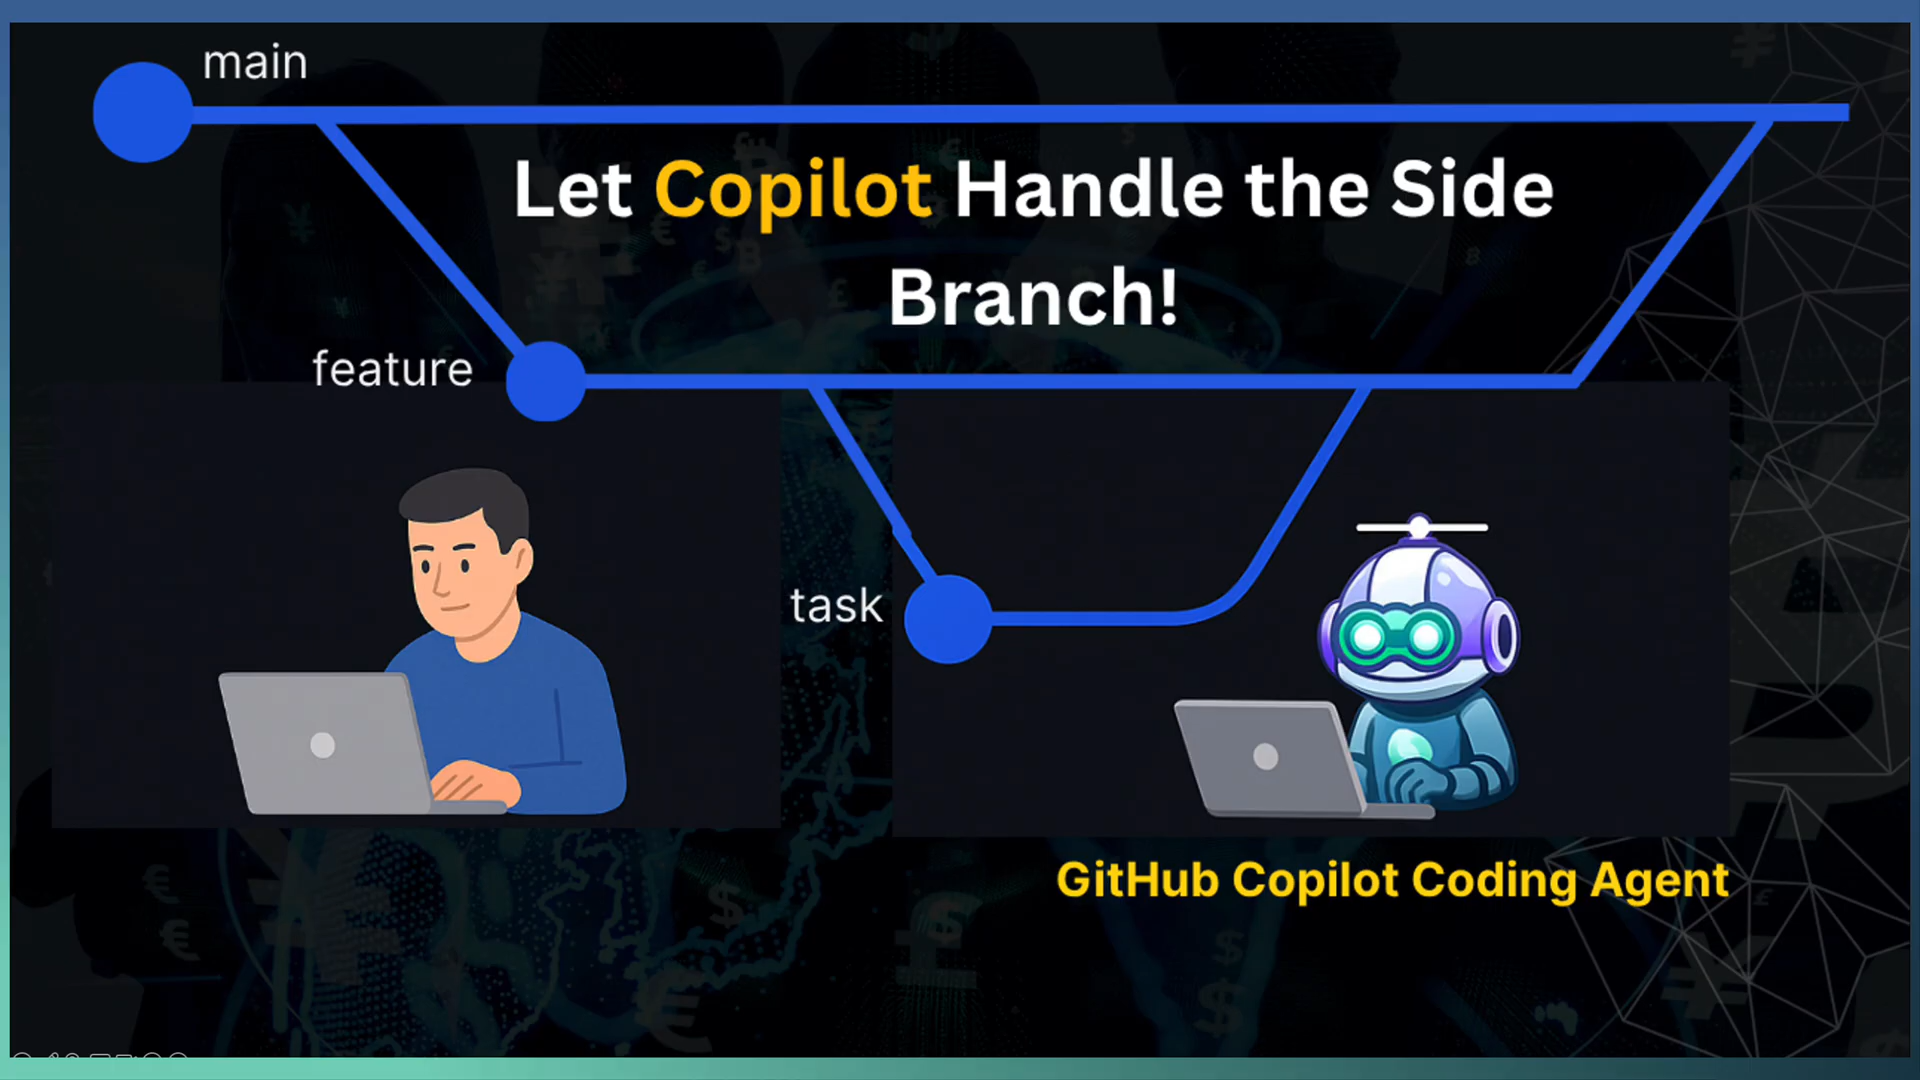 main
Let Copilot Handle the Side
Branch!
feature
task
GitHub Copilot Coding Agent